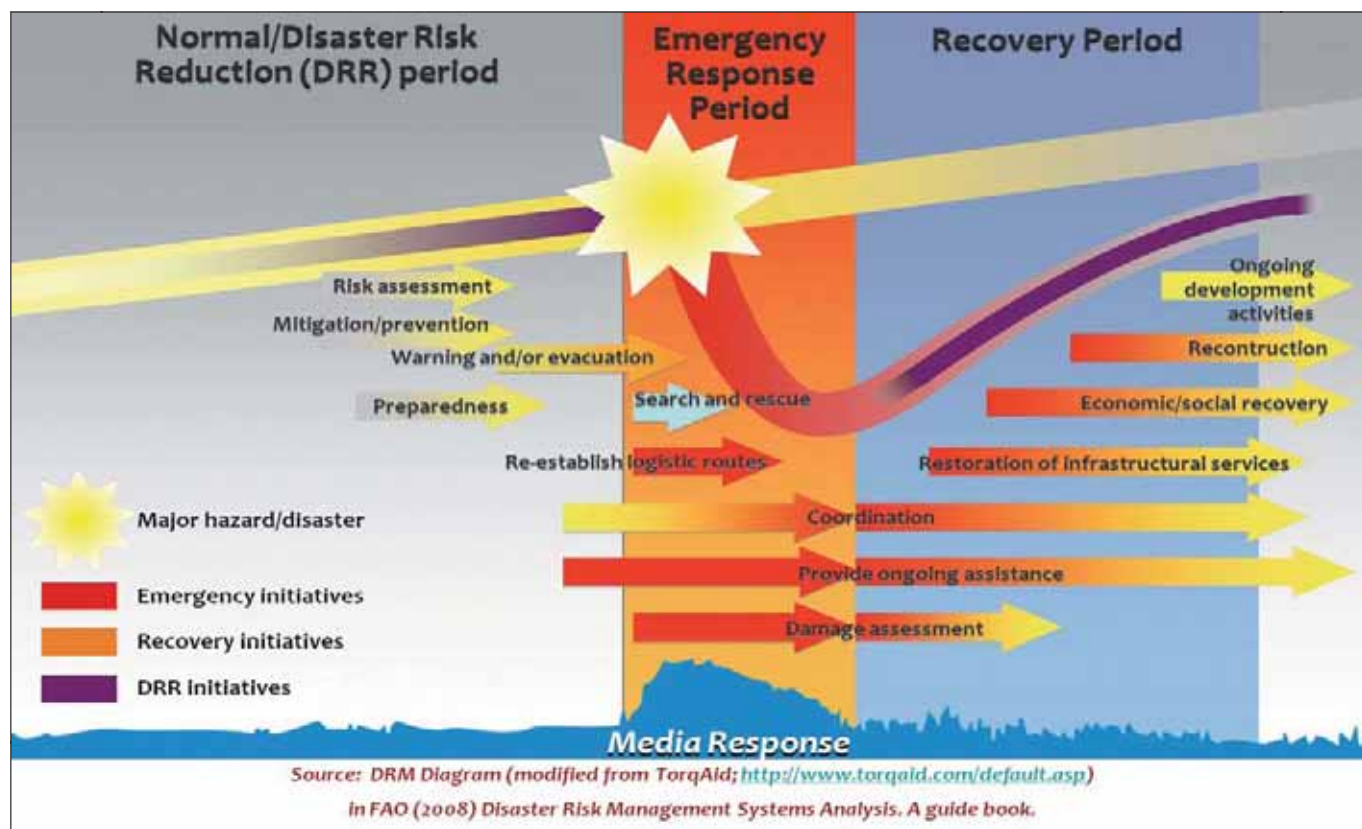 Normal/Disaster Risk
Reduction (DRR) period
Emergency
Response
Period
Recovery Period
Risk assessment
Mitigation/prevention
Warning and/or evacuation
Preparedness
Search and rescue
Re-establish logistic routes
Ongoing
development
activities
Recontruction
Economic/social recovery
Restoration of infrastructural services
Coordination
Provide ongoing assistance
Damage assessment
Major hazard/disaster
Emergency initiatives
Recovery initiatives
DRR initiatives
Media Response
Source: DRM Diagram (modified from TorqAid; http://www.torqaid.com/default.asp)
in FAO (2008) Disaster Risk Management Systems Analysis. A guide book.